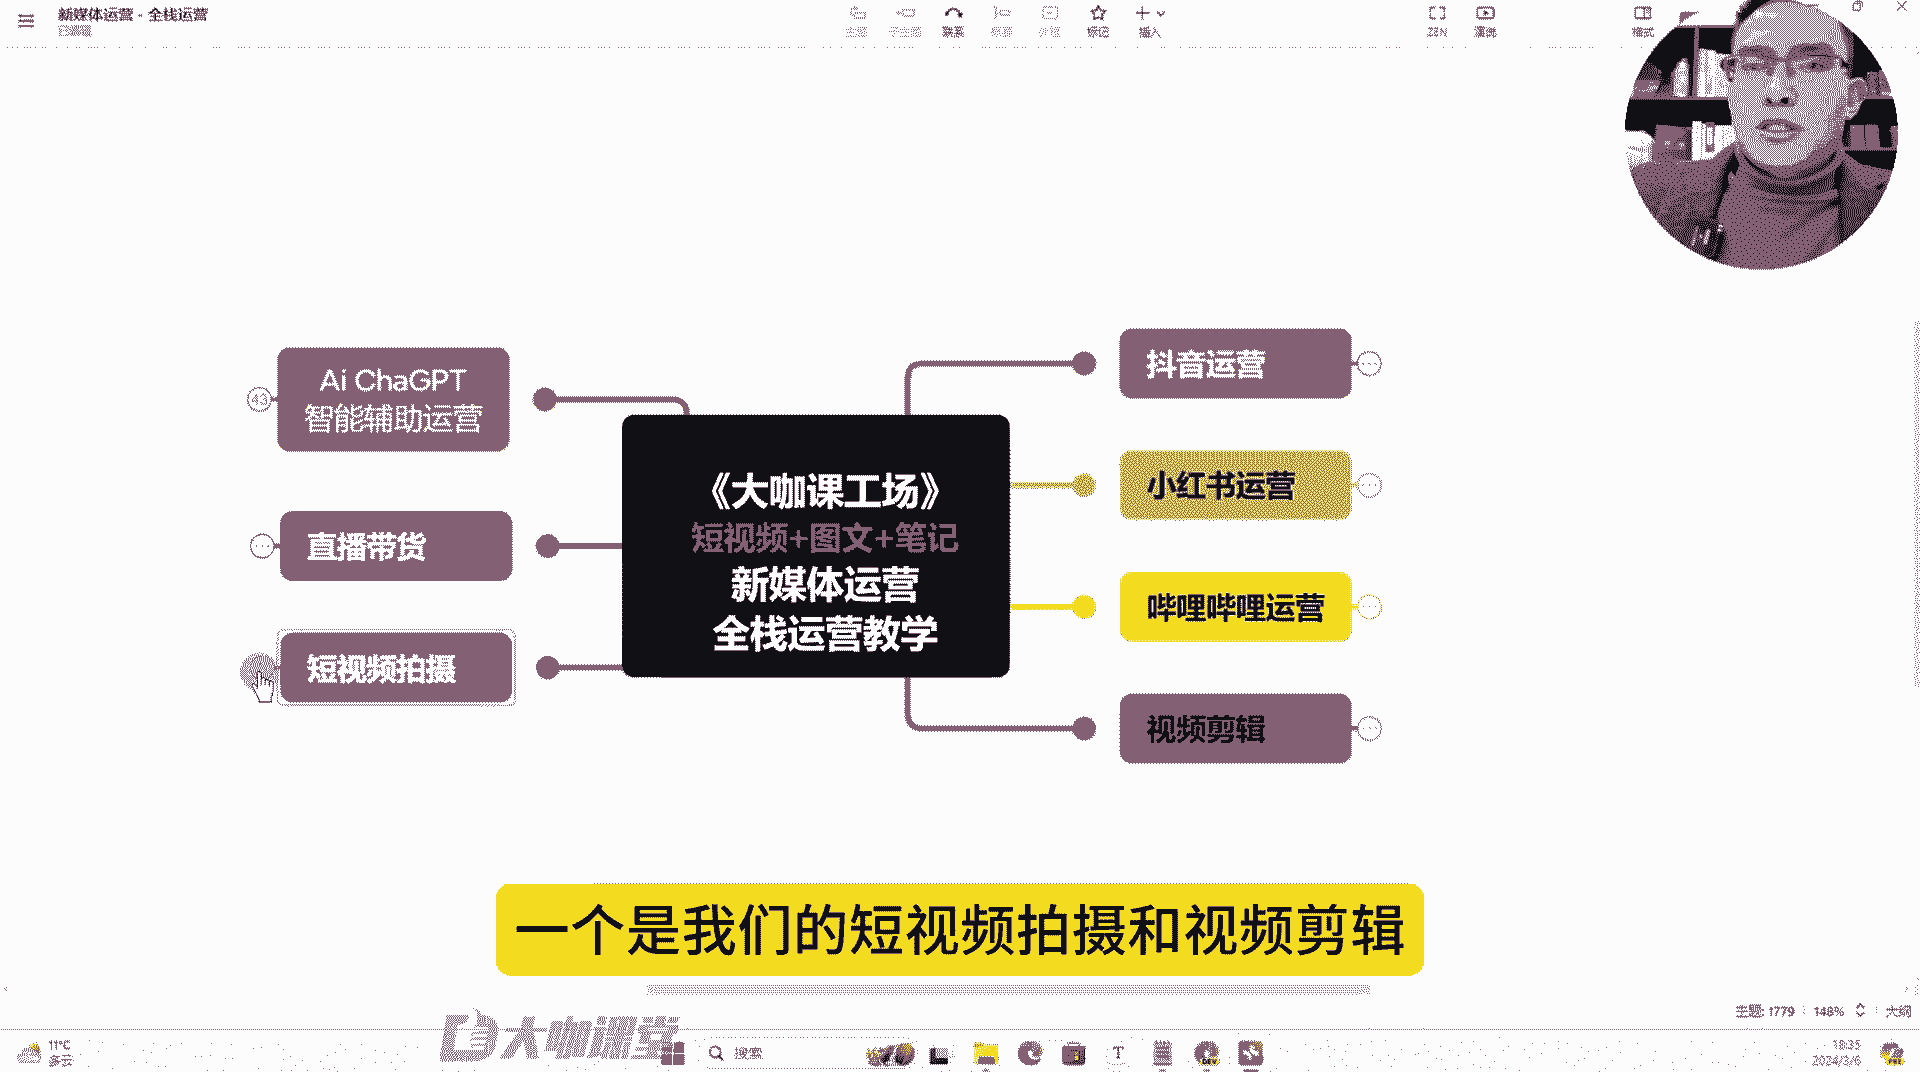 新媒体运营 - 全栈运营
已编辑
主题
子主题
联系
概要
外框
标记
插入
ZEN
演说
格式
Ai ChaGPT
智能辅助运营
43
直播带货
短视频拍摄
《大咖课工场》
短视频+图文+笔记
新媒体运营
全栈运营教学
抖音运营
小红书运营
哔哩哔哩运营
视频剪辑
一个是我们的短视频拍摄和视频剪辑
主题: 1779
148%
大纲
大咖课堂
11°C
多云
搜索
T
DEV
18:35
2024/3/6
PRE